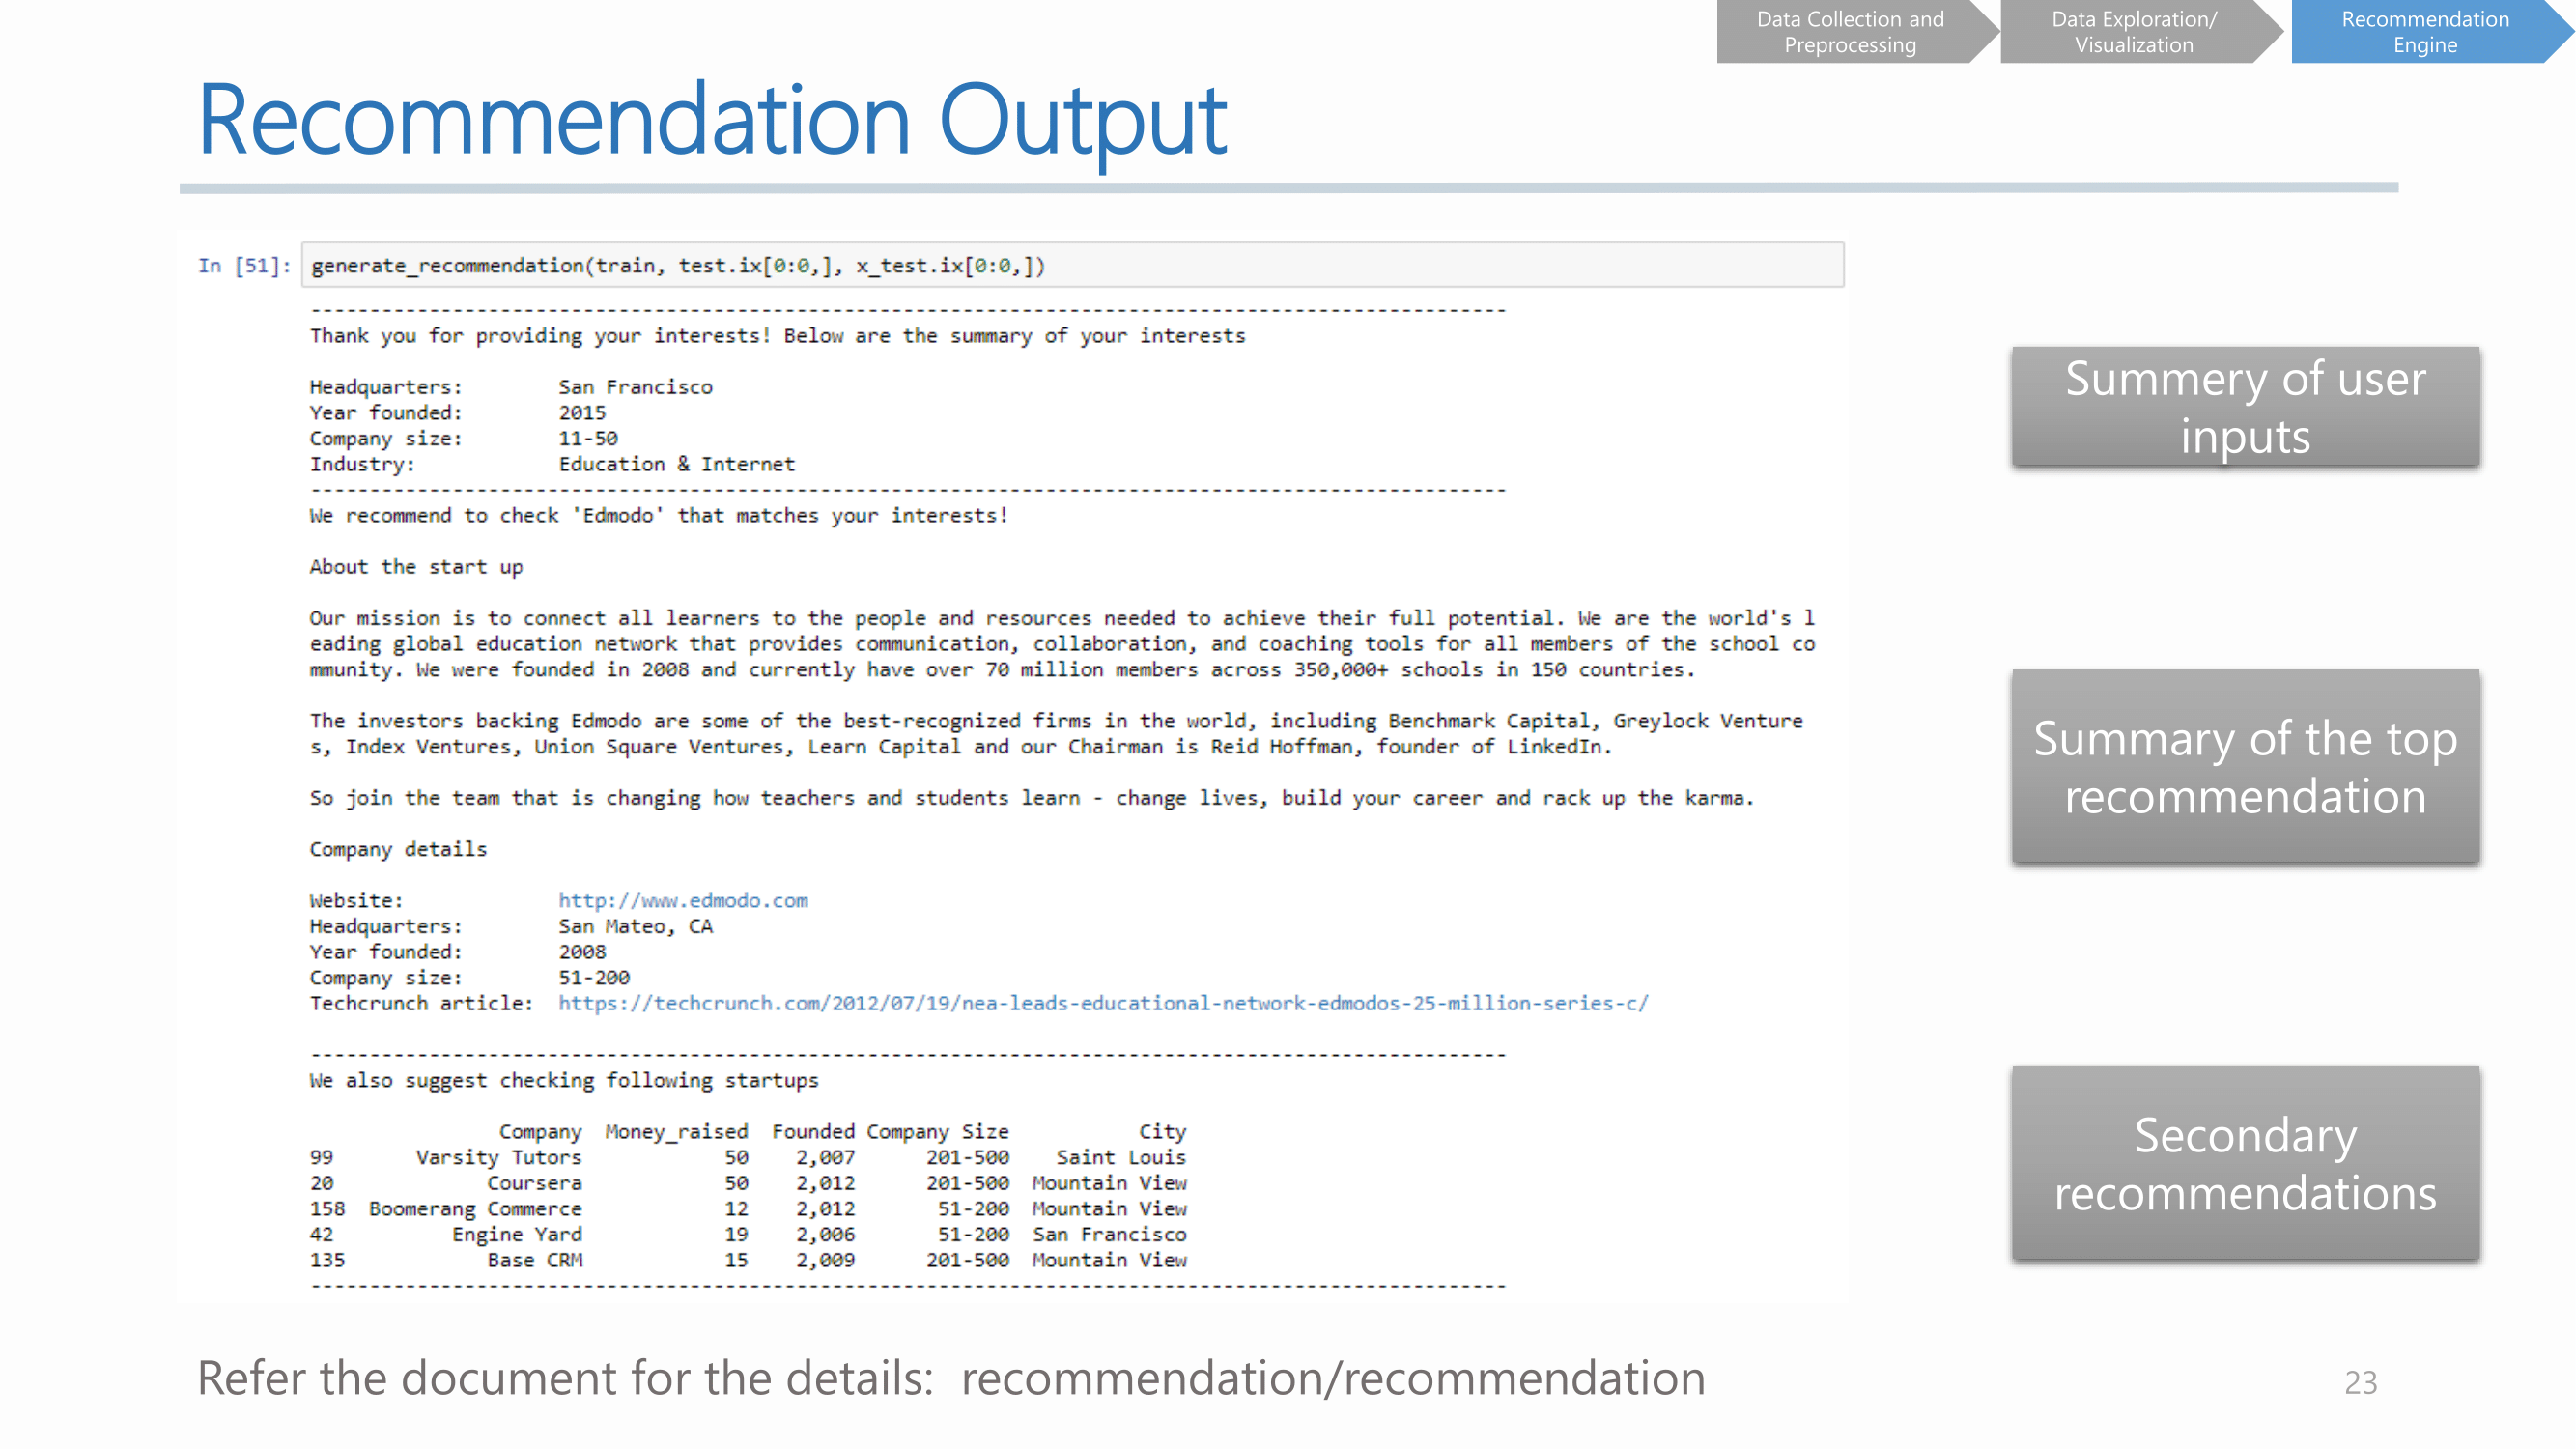 Data Collection and
Preprocessing
Data Exploration/
Visualization
Recommendation
Engine
Recommendation Output
In [51]: generate_recommendation(train, test.ix[0:0,], x_test.ix[0:0,])
-----------------------------------------------------------------------------------------------------
Thank you for providing your interests! Below are the summary of your interests
Headquarters: San Francisco
Year founded: 2015
Company size: 11-50
Industry: Education & Internet
-----------------------------------------------------------------------------------------------------
We recommend to check 'Edmodo' that matches your interests!
About the start up
Our mission is to connect all learners to the people and resources needed to achieve their full potential. We are the world's l
eading global education network that provides communication, collaboration, and coaching tools for all members of the school co
mmunity. We were founded in 2008 and currently have over 70 million members across 350,000+ schools in 150 countries.
The investors backing Edmodo are some of the best-recognized firms in the world, including Benchmark Capital, Greylock Venture
s, Index Ventures, Union Square Ventures, Learn Capital and our Chairman is Reid Hoffman, founder of LinkedIn.
So join the team that is changing how teachers and students learn - change lives, build your career and rack up the karma.
Company details
Website: http://www.edmodo.com
Headquarters: San Mateo, CA
Year founded: 2008
Company size: 51-200
Techcrunch article: https://techcrunch.com/2012/07/19/nea-leads-educational-network-edmodos-25-million-series-c/
-----------------------------------------------------------------------------------------------------
We also suggest checking following startups
Company Money_raised Founded Company Size City
99 Varsity Tutors 50 2,007 201-500 Saint Louis
20 Coursera 50 2,012 201-500 Mountain View
158 Boomerang Commerce 12 2,012 51-200 Mountain View
42 Engine Yard 19 2,006 51-200 San Francisco
135 Base CRM 15 2,009 201-500 Mountain View
-----------------------------------------------------------------------------------------------------
Summery of user
inputs
Summary of the top
recommendation
Secondary
recommendations
Refer the document for the details: recommendation/recommendation
23